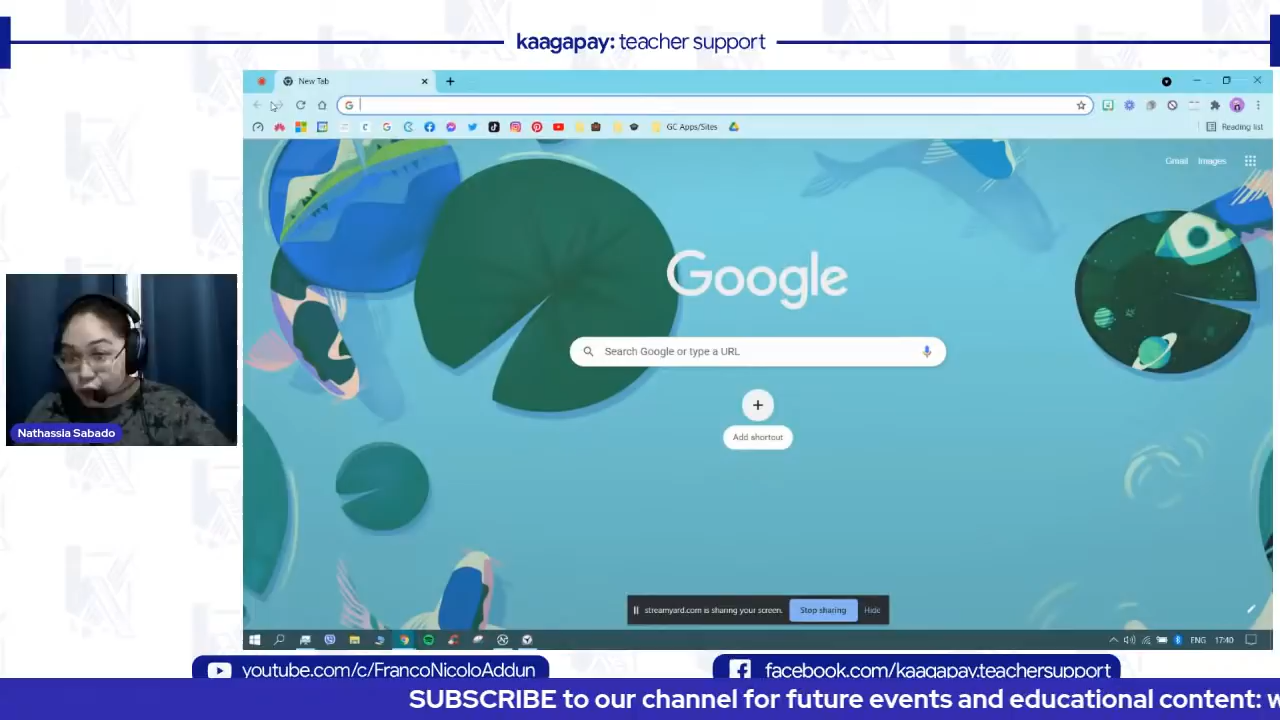 kaagapay: teacher support
New Tab
GC Apps/Sites
Reading list
Gmail Images
Google
Search Google or type a URL
Add shortcut
Nathassia Sabado
streamyard.com is sharing your screen. Stop sharing Hide
ENG 17:40
youtube.com/c/FrancoNicoloAddun
facebook.com/kaagapay.teachersupport
SUBSCRIBE to our channel for future events and educational content: w